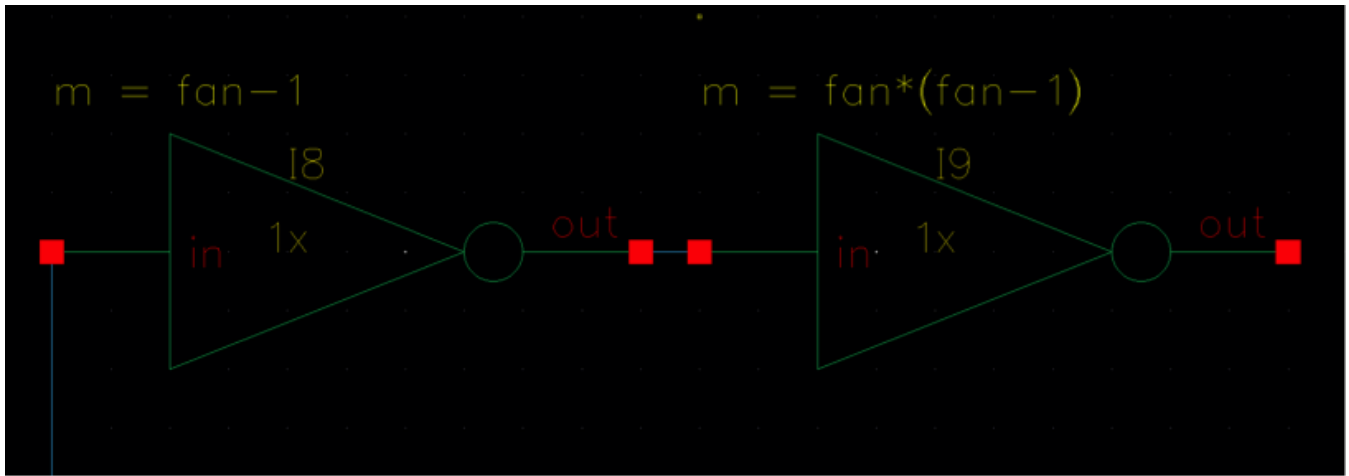 m = fan-1
m = fan*(fan-1)
I8
I9
out
out
in
1x
in
1x